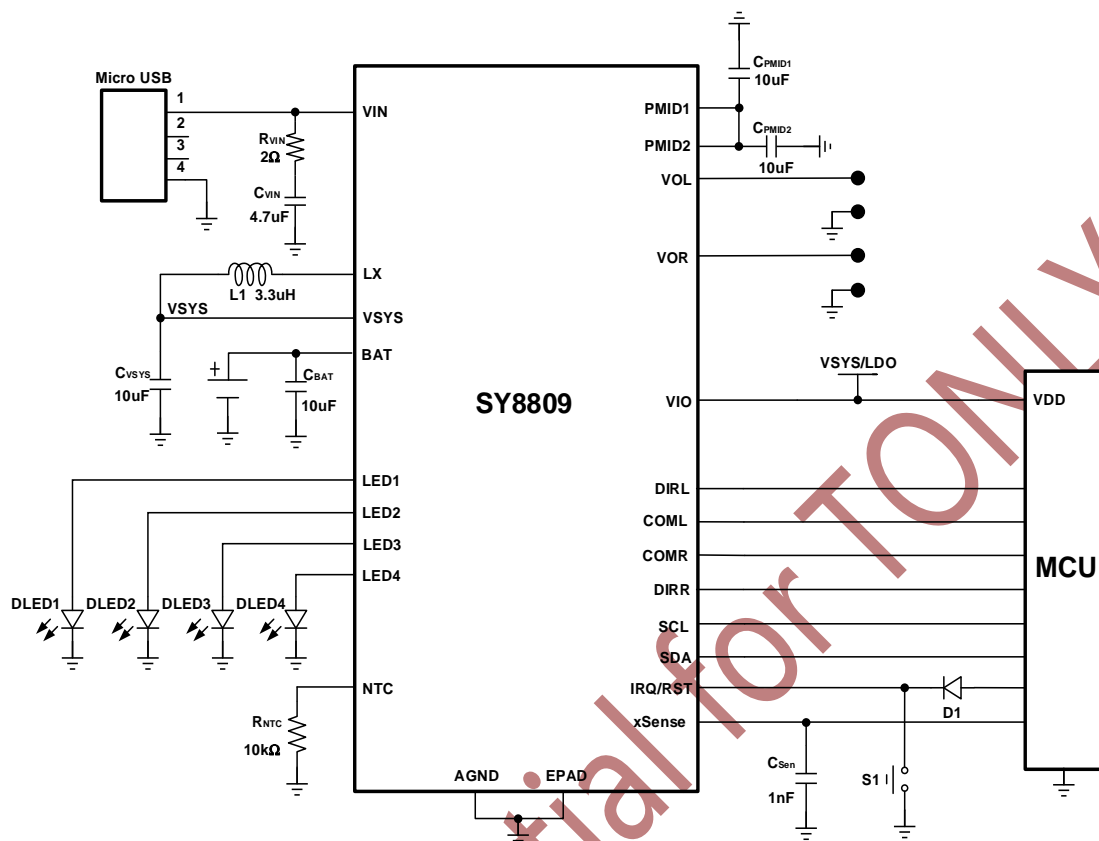 Micro USB
1
2
3
4
RVIN
2Ω
CVIN
4.7uF
L1 3.3uH
VSYS
CVSYS
10uF
+
CBAT
10uF
DLED1
DLED2
DLED3
DLED4
RNTC
10kΩ
VIN
LX
VSYS
BAT
LED1
LED2
LED3
LED4
NTC
SY8809
AGND
EPAD
PMID1
PMID2
VOL
VOR
VIO
DIRL
COML
COMR
DIRR
SCL
SDA
IRQ/RST
xSense
CPMID1
10uF
CPMID2
10uF
VSYS/LDO
D1
CSen
1nF
S1
VDD
MCU
tial for TONLY